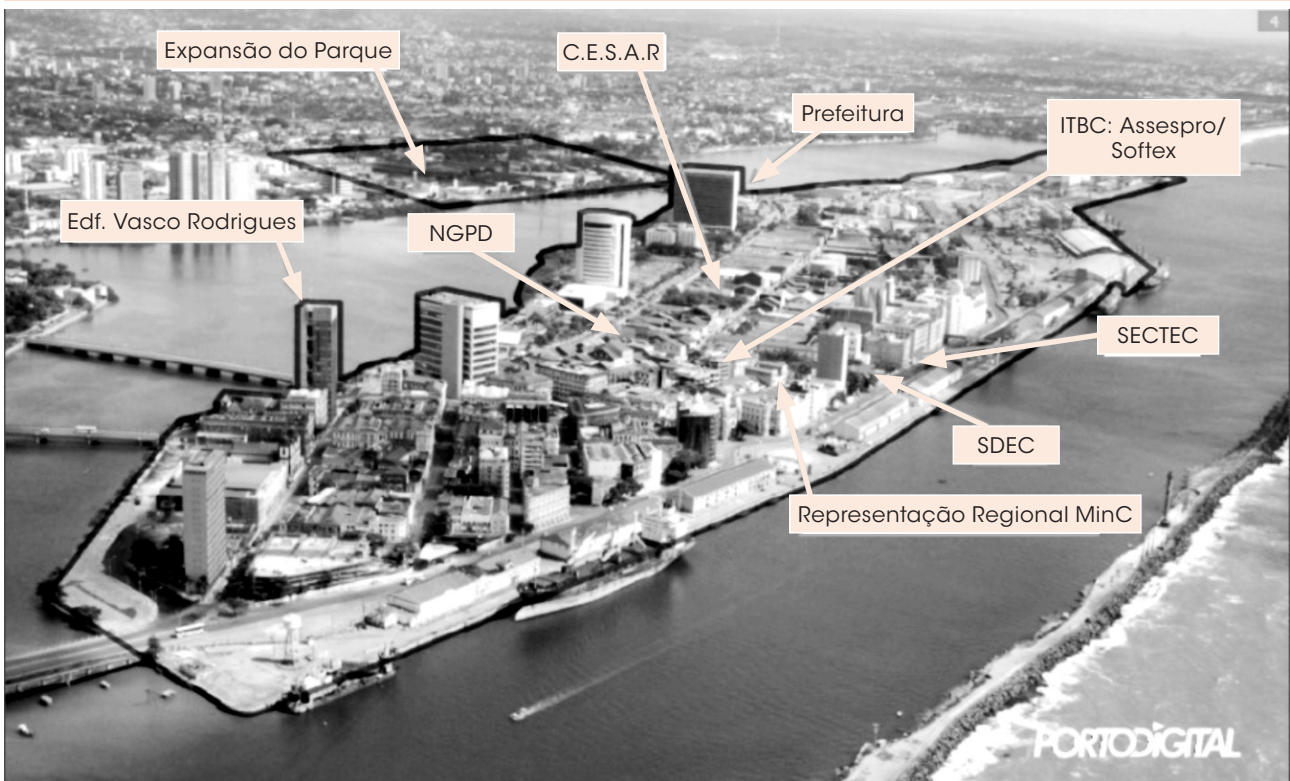 4
Expansão do Parque
C.E.S.A.R
Prefeitura
ITBC: Assespro/
Softex
Edf. Vasco Rodrigues
NGPD
SECTEC
SDEC
Representação Regional MinC
PORTODIGITAL